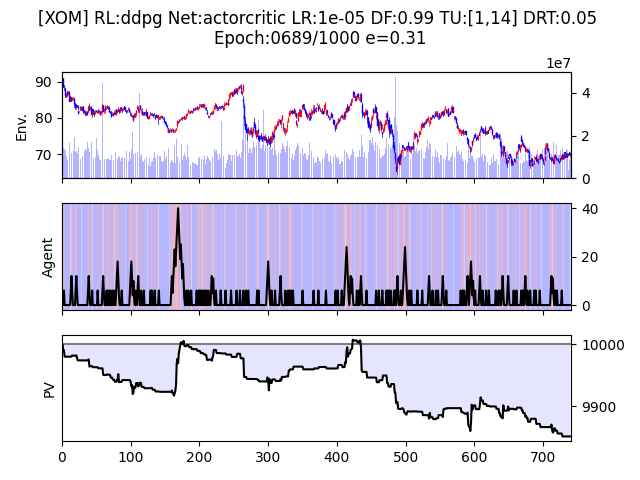 [XOM] RL:ddpg Net:actorcritic LR:1e-05 DF:0.99 TU:[1,14] DRT:0.05
Epoch:0689/1000 e=0.31
1e7
90
80
70
Env.
4
2
0
Agent
40
20
0
PV
10000
9900
0 100 200 300 400 500 600 700